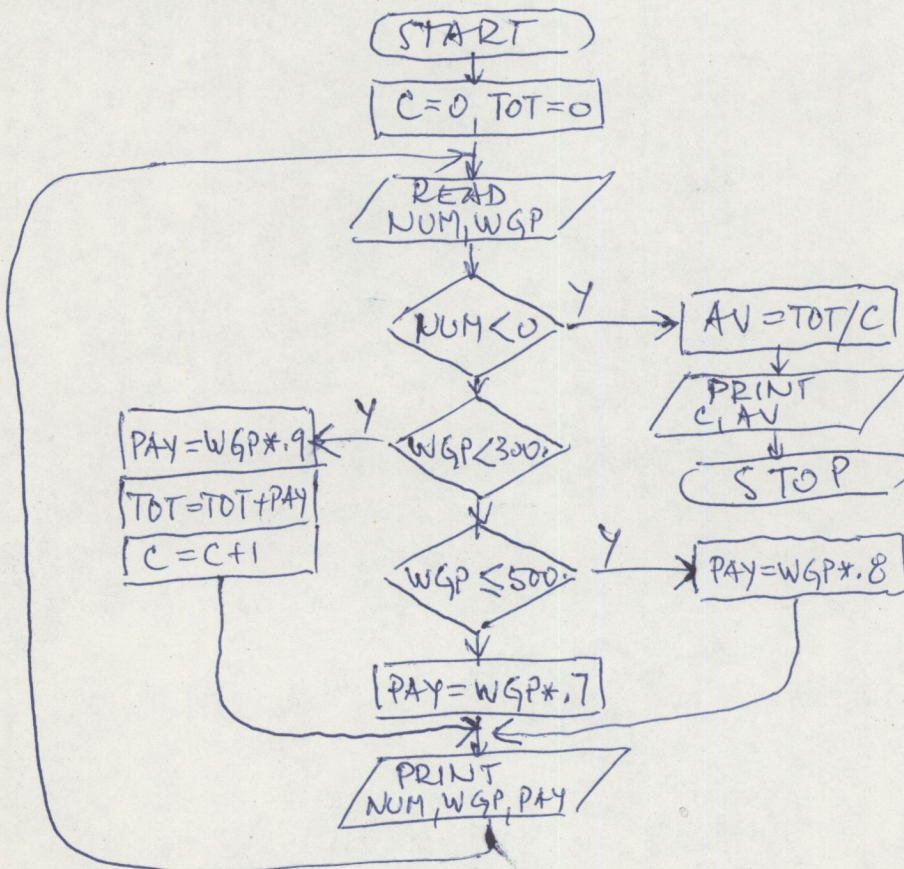 START
C=0 TOT=0
READ
NUM, WGP
NUM<0
Y
AV=TOT/C
PRINT
C, AV
STOP
WGP<300.
Y
PAY=WGP*.9
TOT=TOT+PAY
C=C+1
WGP≤500.
Y
PAY=WGP*.8
PAY=WGP*.7
PRINT
NUM, WGP, PAY